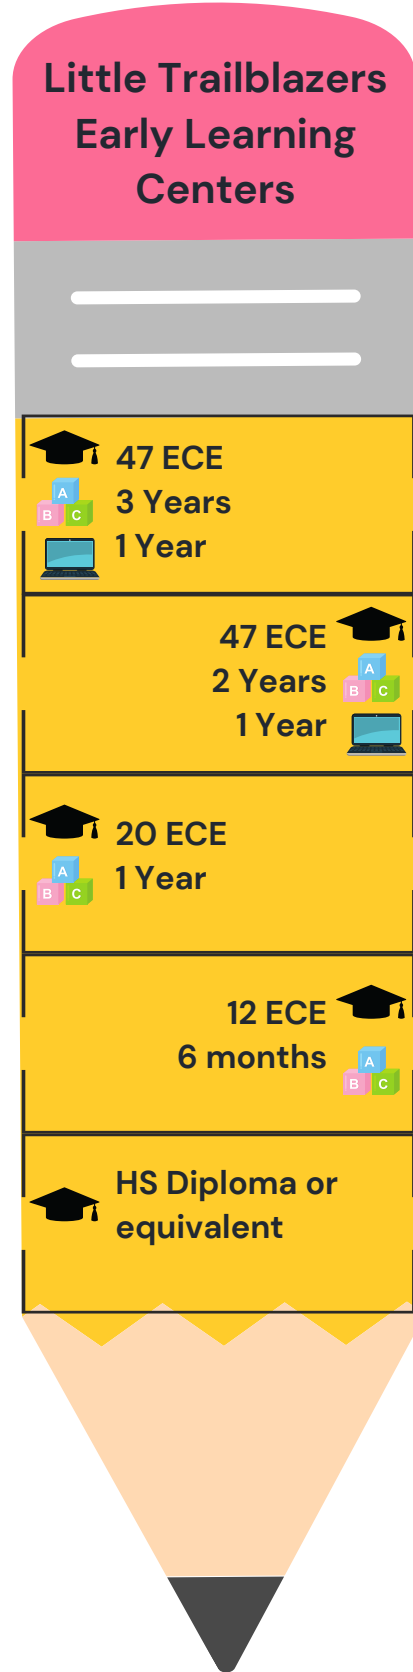 Little Trailblazers
Early Learning
Centers
47 ECE
A
B C
3 Years
1 Year
47 ECE
2 Years
A
B C
1 Year
20 ECE
A
B C
1 Year
12 ECE
6 months
A
B C
HS Diploma or
equivalent